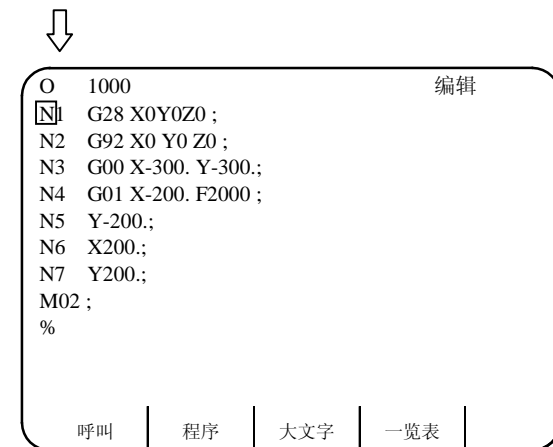 O 1000 编辑
N1 G28 X0Y0Z0 ;
N2 G92 X0 Y0 Z0 ;
N3 G00 X-300. Y-300.;
N4 G01 X-200. F2000 ;
N5 Y-200.;
N6 X200.;
N7 Y200.;
M02 ;
%
呼叫 程序 大文字 一览表